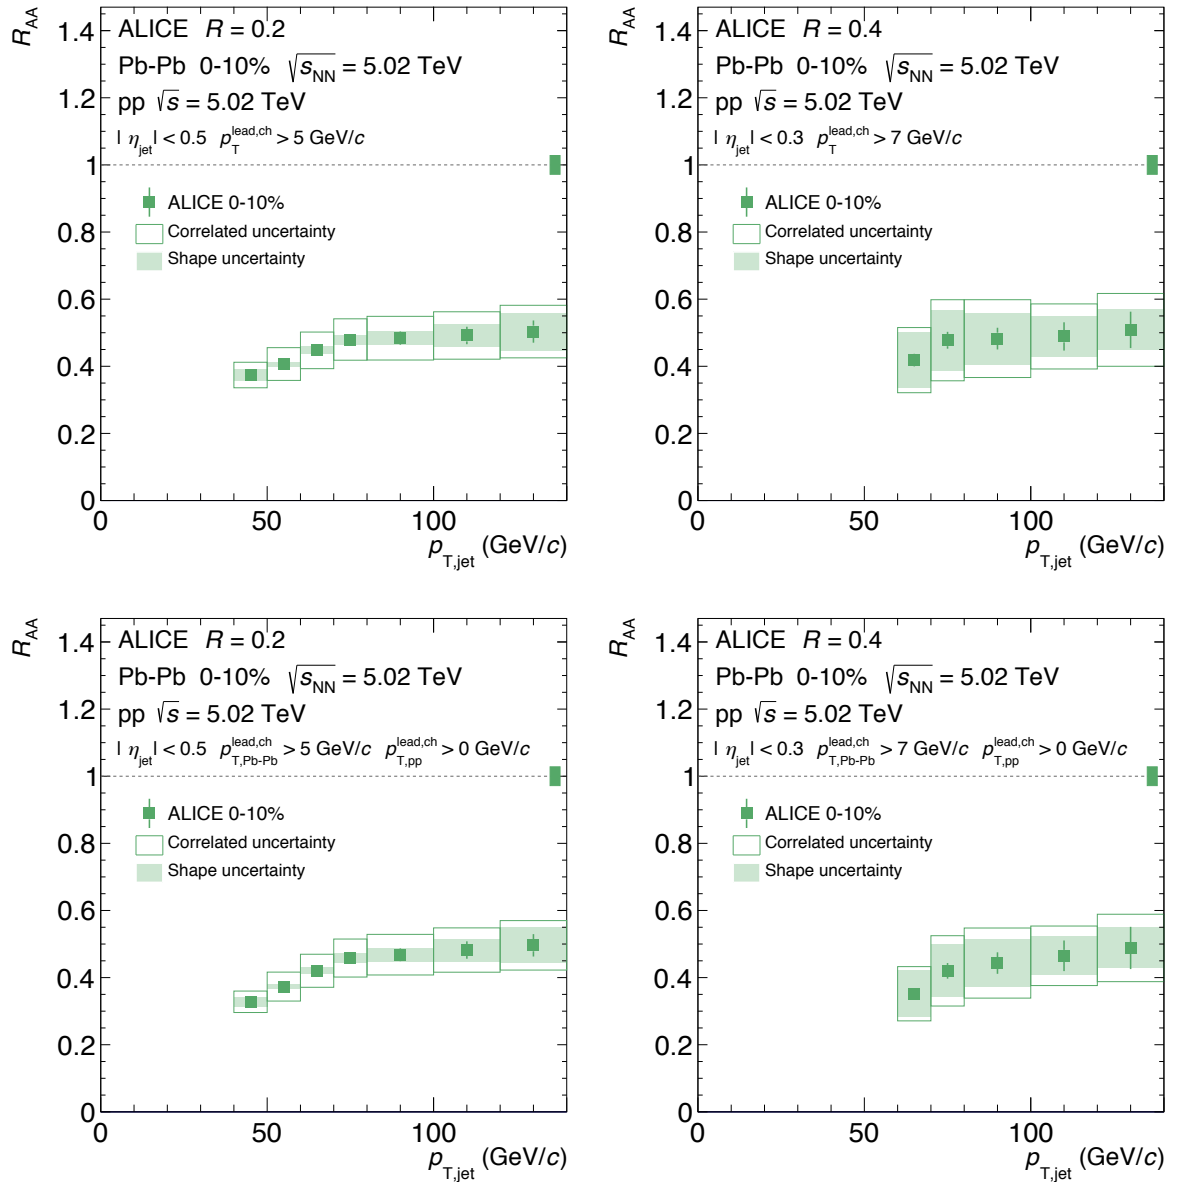 R_AA
1.4
1.2
1
0.8
0.6
0.4
0.2
0
ALICE R = 0.2
Pb-Pb 0-10% √s_NN = 5.02 TeV
pp √s = 5.02 TeV
| η_jet| < 0.5 p_T^lead,ch > 5 GeV/c
ALICE 0-10%
Correlated uncertainty
Shape uncertainty
0 50 100
p_T,jet (GeV/c)
R_AA
1.4
1.2
1
0.8
0.6
0.4
0.2
0
ALICE R = 0.4
Pb-Pb 0-10% √s_NN = 5.02 TeV
pp √s = 5.02 TeV
| η_jet| < 0.3 p_T^lead,ch > 7 GeV/c
ALICE 0-10%
Correlated uncertainty
Shape uncertainty
0 50 100
p_T,jet (GeV/c)
R_AA
1.4
1.2
1
0.8
0.6
0.4
0.2
0
ALICE R = 0.2
Pb-Pb 0-10% √s_NN = 5.02 TeV
pp √s = 5.02 TeV
| η_jet| < 0.5 p_T,Pb-Pb^lead,ch > 5 GeV/c p_T,pp^lead,ch > 0 GeV/c
ALICE 0-10%
Correlated uncertainty
Shape uncertainty
0 50 100
p_T,jet (GeV/c)
R_AA
1.4
1.2
1
0.8
0.6
0.4
0.2
0
ALICE R = 0.4
Pb-Pb 0-10% √s_NN = 5.02 TeV
pp √s = 5.02 TeV
| η_jet| < 0.3 p_T,Pb-Pb^lead,ch > 7 GeV/c p_T,pp^lead,ch > 0 GeV/c
ALICE 0-10%
Correlated uncertainty
Shape uncertainty
0 50 100
p_T,jet (GeV/c)